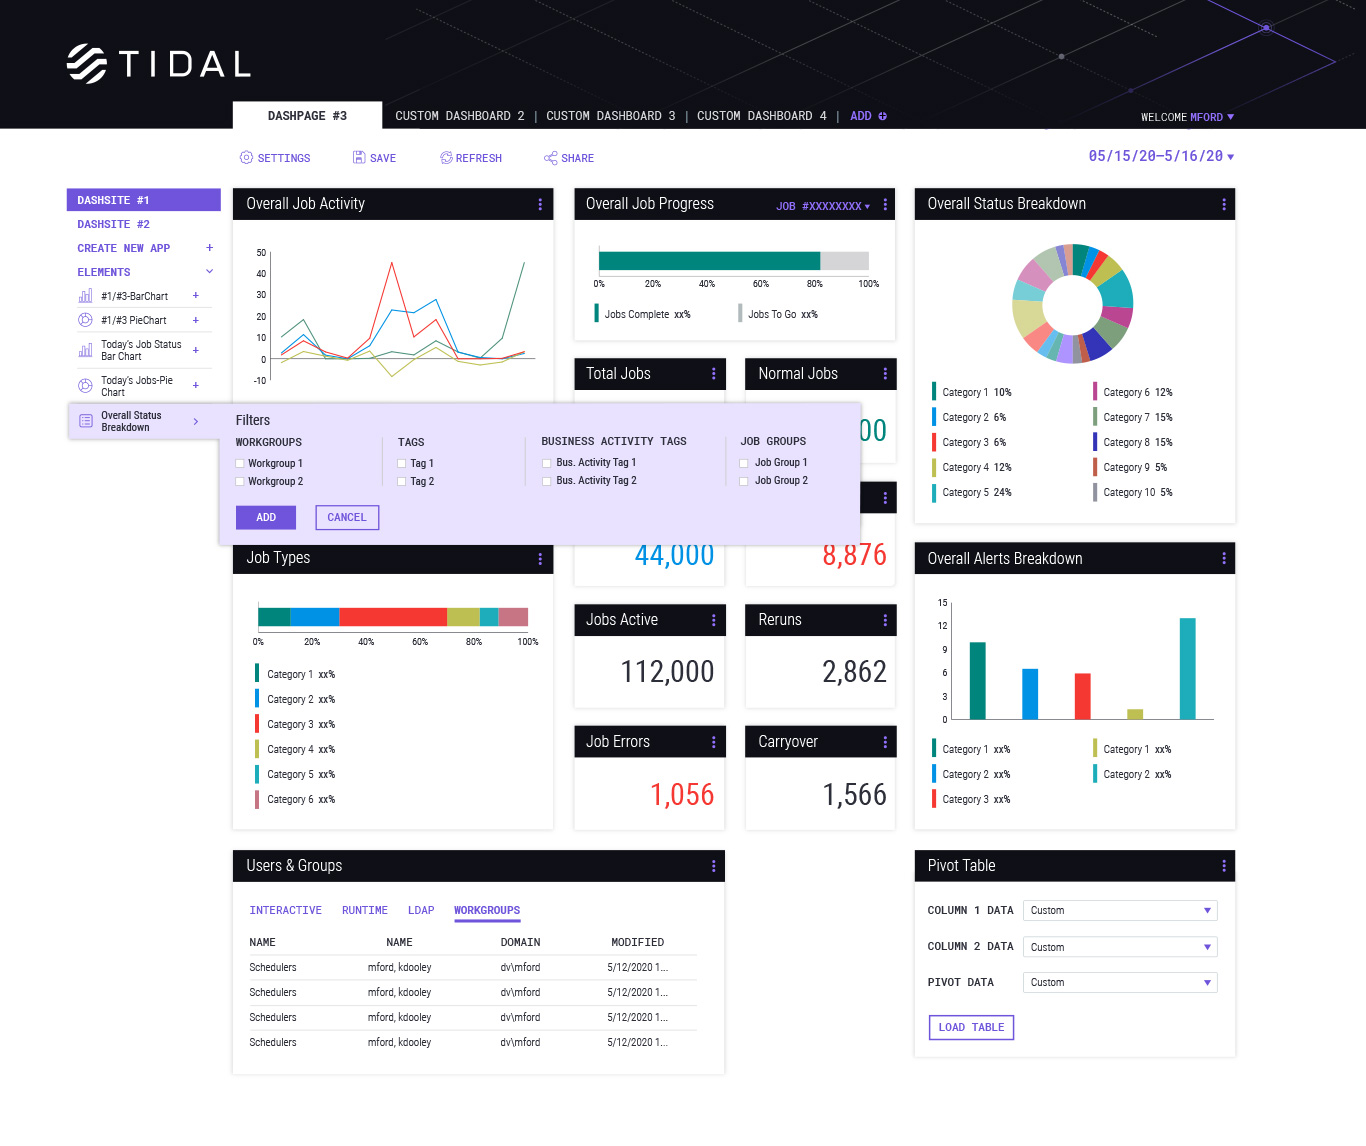 TIDAL
DASHPAGE #3
CUSTOM DASHBOARD 2 | CUSTOM DASHBOARD 3 | CUSTOM DASHBOARD 4 | ADD
WELCOME MFORD
SETTINGS
SAVE
REFRESH
SHARE
05/15/20–5/16/20
DASHSITE #1
DASHSITE #2
CREATE NEW APP +
ELEMENTS
#1/#3-BarChart +
#1/#3 PieChart +
Today's Job Status +
Bar Chart
Today's Jobs-Pie +
Chart
Overall Status
Breakdown
Overall Job Activity
50
40
30
20
10
0
-10
Overall Job Progress
JOB #XXXXXXXX
0% 20% 40% 60% 80% 100%
Jobs Complete xx%
Jobs To Go xx%
Overall Status Breakdown
Category 1 10%
Category 2 6%
Category 3 6%
Category 4 12%
Category 5 24%
Category 6 12%
Category 7 15%
Category 8 15%
Category 9 5%
Category 10 5%
Total Jobs
Normal Jobs
00
Filters
WORKGROUPS
Workgroup 1
Workgroup 2
TAGS
Tag 1
Tag 2
BUSINESS ACTIVITY TAGS
Bus. Activity Tag 1
Bus. Activity Tag 2
JOB GROUPS
Job Group 1
Job Group 2
ADD
CANCEL
44,000
8,876
Job Types
0% 20% 40% 60% 80% 100%
Category 1 xx%
Category 2 xx%
Category 3 xx%
Category 4 xx%
Category 5 xx%
Category 6 xx%
Jobs Active
112,000
Reruns
2,862
Job Errors
1,056
Carryover
1,566
Overall Alerts Breakdown
15
12
9
6
3
0
Category 1 xx%
Category 2 xx%
Category 3 xx%
Category 1 xx%
Category 2 xx%
Users & Groups
INTERACTIVE RUNTIME LDAP WORKGROUPS
NAME NAME DOMAIN MODIFIED
Schedulers mford, kdooley dv\mford 5/12/2020 1...
Schedulers mford, kdooley dv\mford 5/12/2020 1...
Schedulers mford, kdooley dv\mford 5/12/2020 1...
Schedulers mford, kdooley dv\mford 5/12/2020 1...
Pivot Table
COLUMN 1 DATA Custom
COLUMN 2 DATA Custom
PIVOT DATA Custom
LOAD TABLE